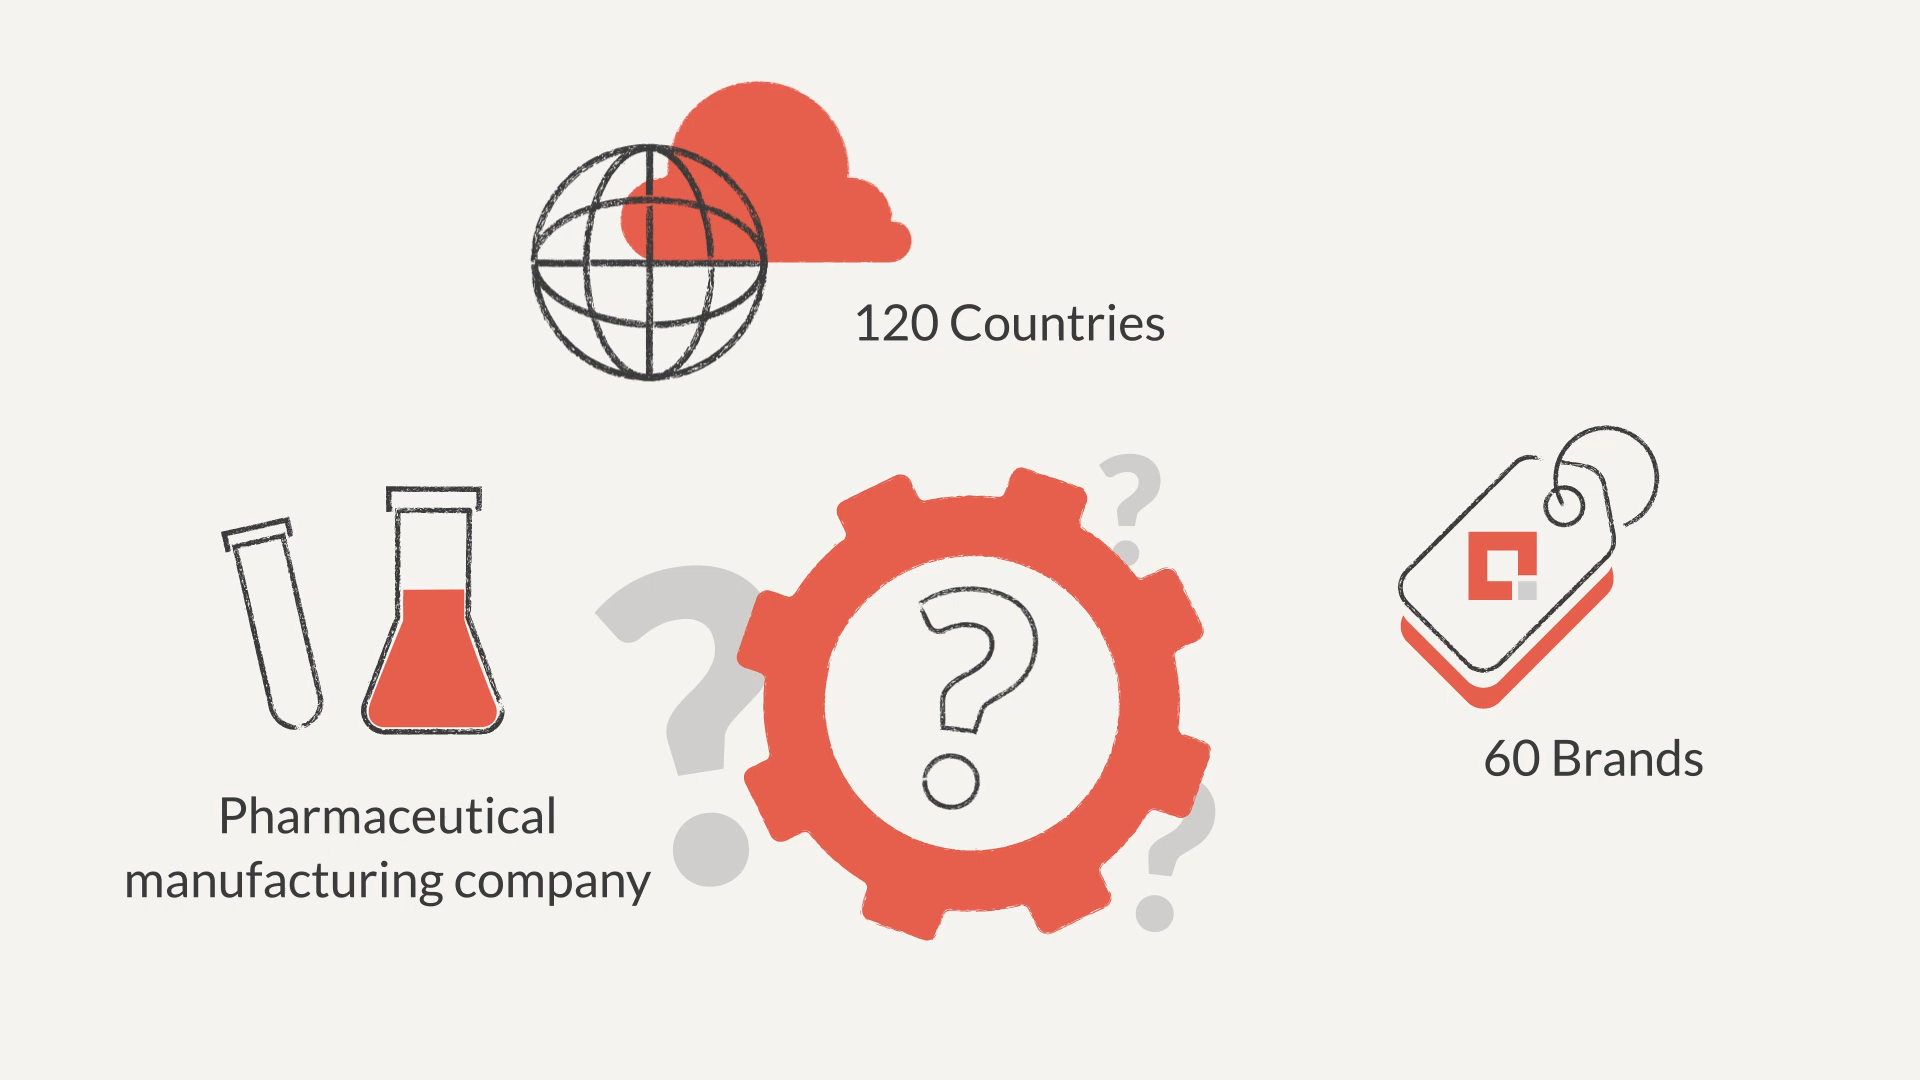 120 Countries
?
?
?
?
60 Brands
Pharmaceutical
manufacturing company